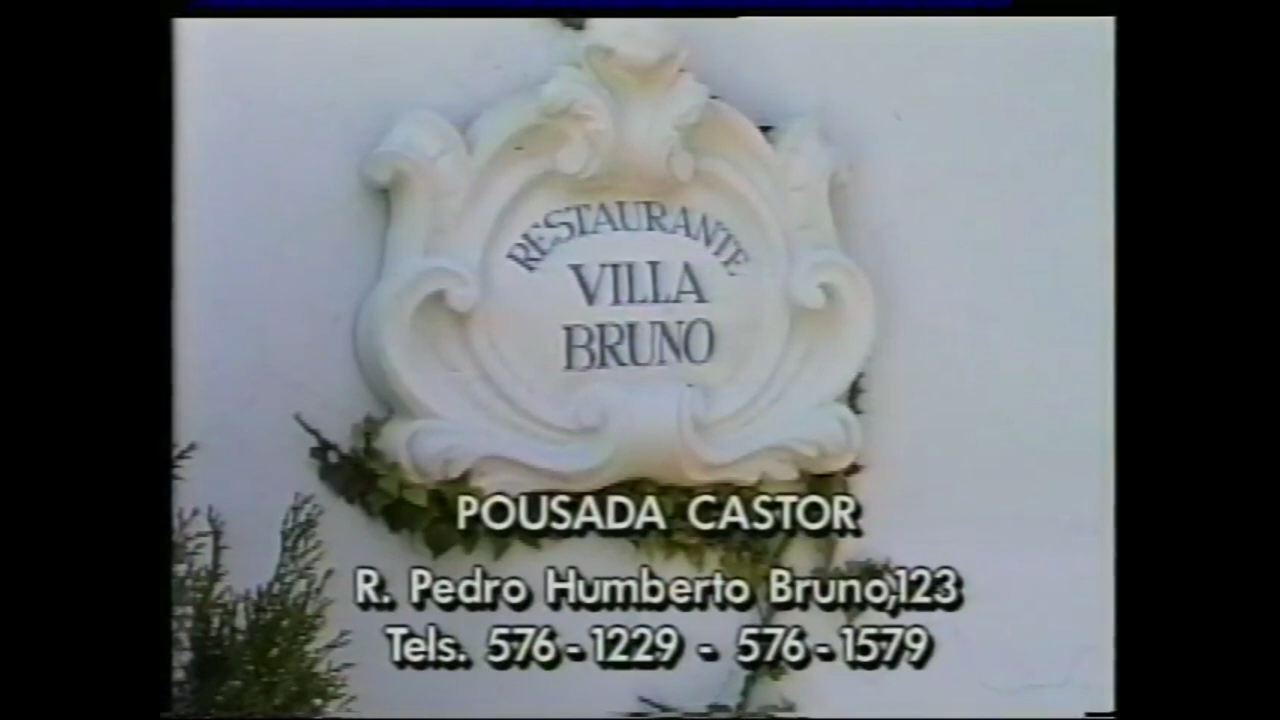 RESTAURANTE
VILLA
BRUNO
POUSADA CASTOR
R. Pedro Humberto Bruno,123
Tels. 576-1229 - 576-1579